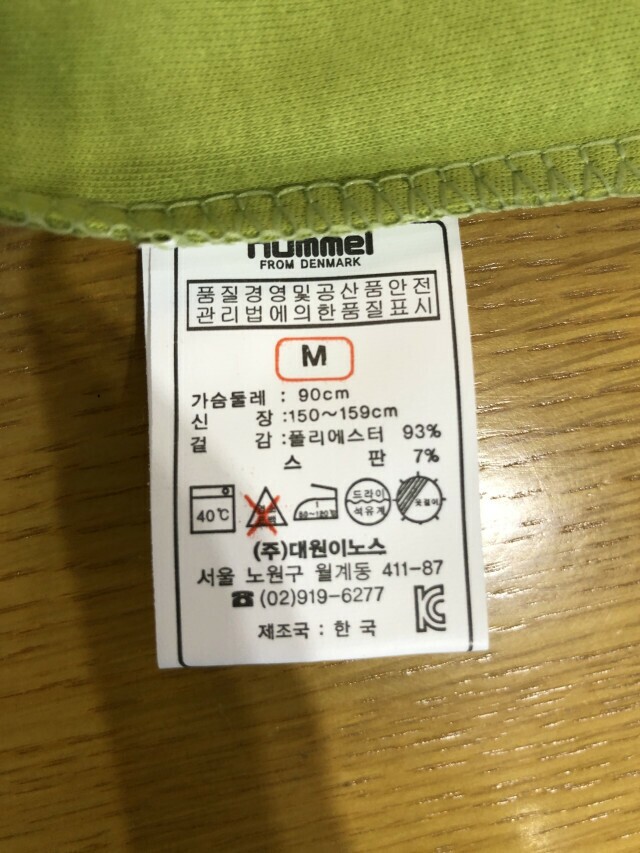 hummel
FROM DENMARK
품질경영및공산품안전
관리법에의한품질표시
M
가슴둘레 : 90cm
신 장 :150~159cm
겉 감 :폴리에스터 93%
스 판 7%
40℃ 드라이
석유계 옷걸이
(주)대원이노스
서울 노원구 월계동 411-87
☎ (02)919-6277
제조국 : 한 국